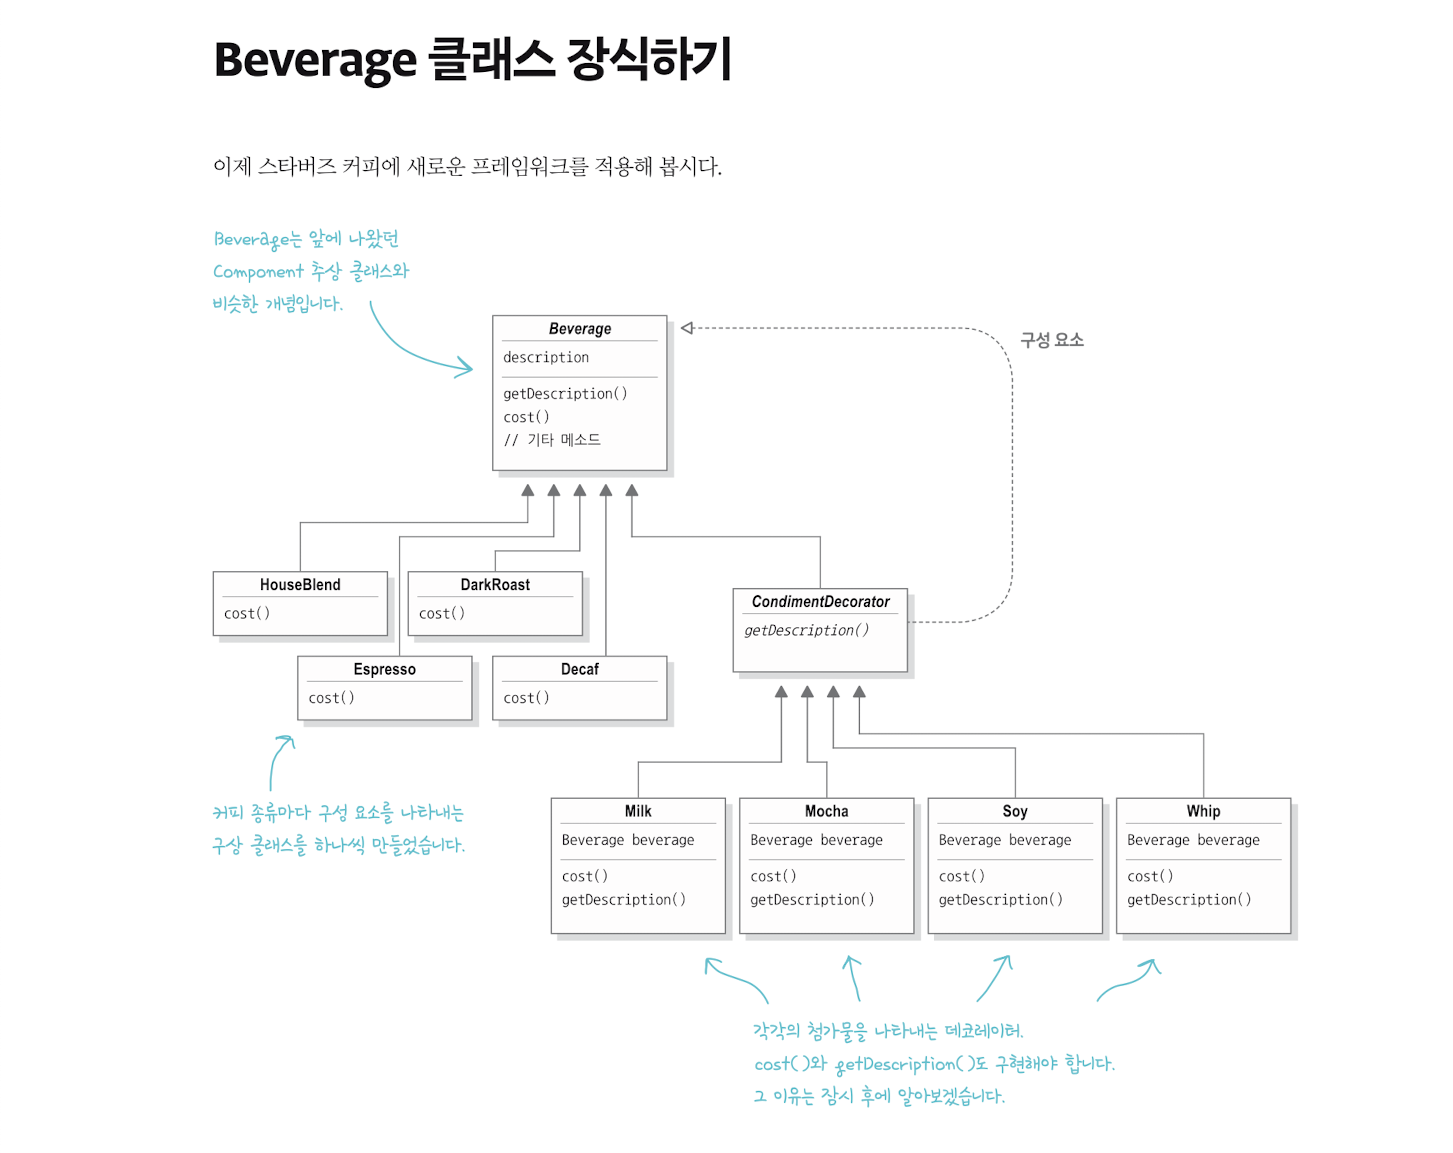 Beverage 클래스 장식하기
이제 스타버즈 커피에 새로운 프레임워크를 적용해 봅시다.
Beverage는 앞에 나왔던
Component 추상 클래스와
비슷한 개념입니다.
Beverage
description
getDescription()
cost()
// 기타 메소드
구성 요소
HouseBlend
cost()
DarkRoast
cost()
Espresso
cost()
Decaf
cost()
CondimentDecorator
getDescription()
커피 종류마다 구성 요소를 나타내는
구상 클래스를 하나씩 만들었습니다.
Milk
Beverage beverage
cost()
getDescription()
Mocha
Beverage beverage
cost()
getDescription()
Soy
Beverage beverage
cost()
getDescription()
Whip
Beverage beverage
cost()
getDescription()
각각의 첨가물을 나타내는 데코레이터.
cost()와 getDescription()도 구현해야 합니다.
그 이유는 잠시 후에 알아보겠습니다.